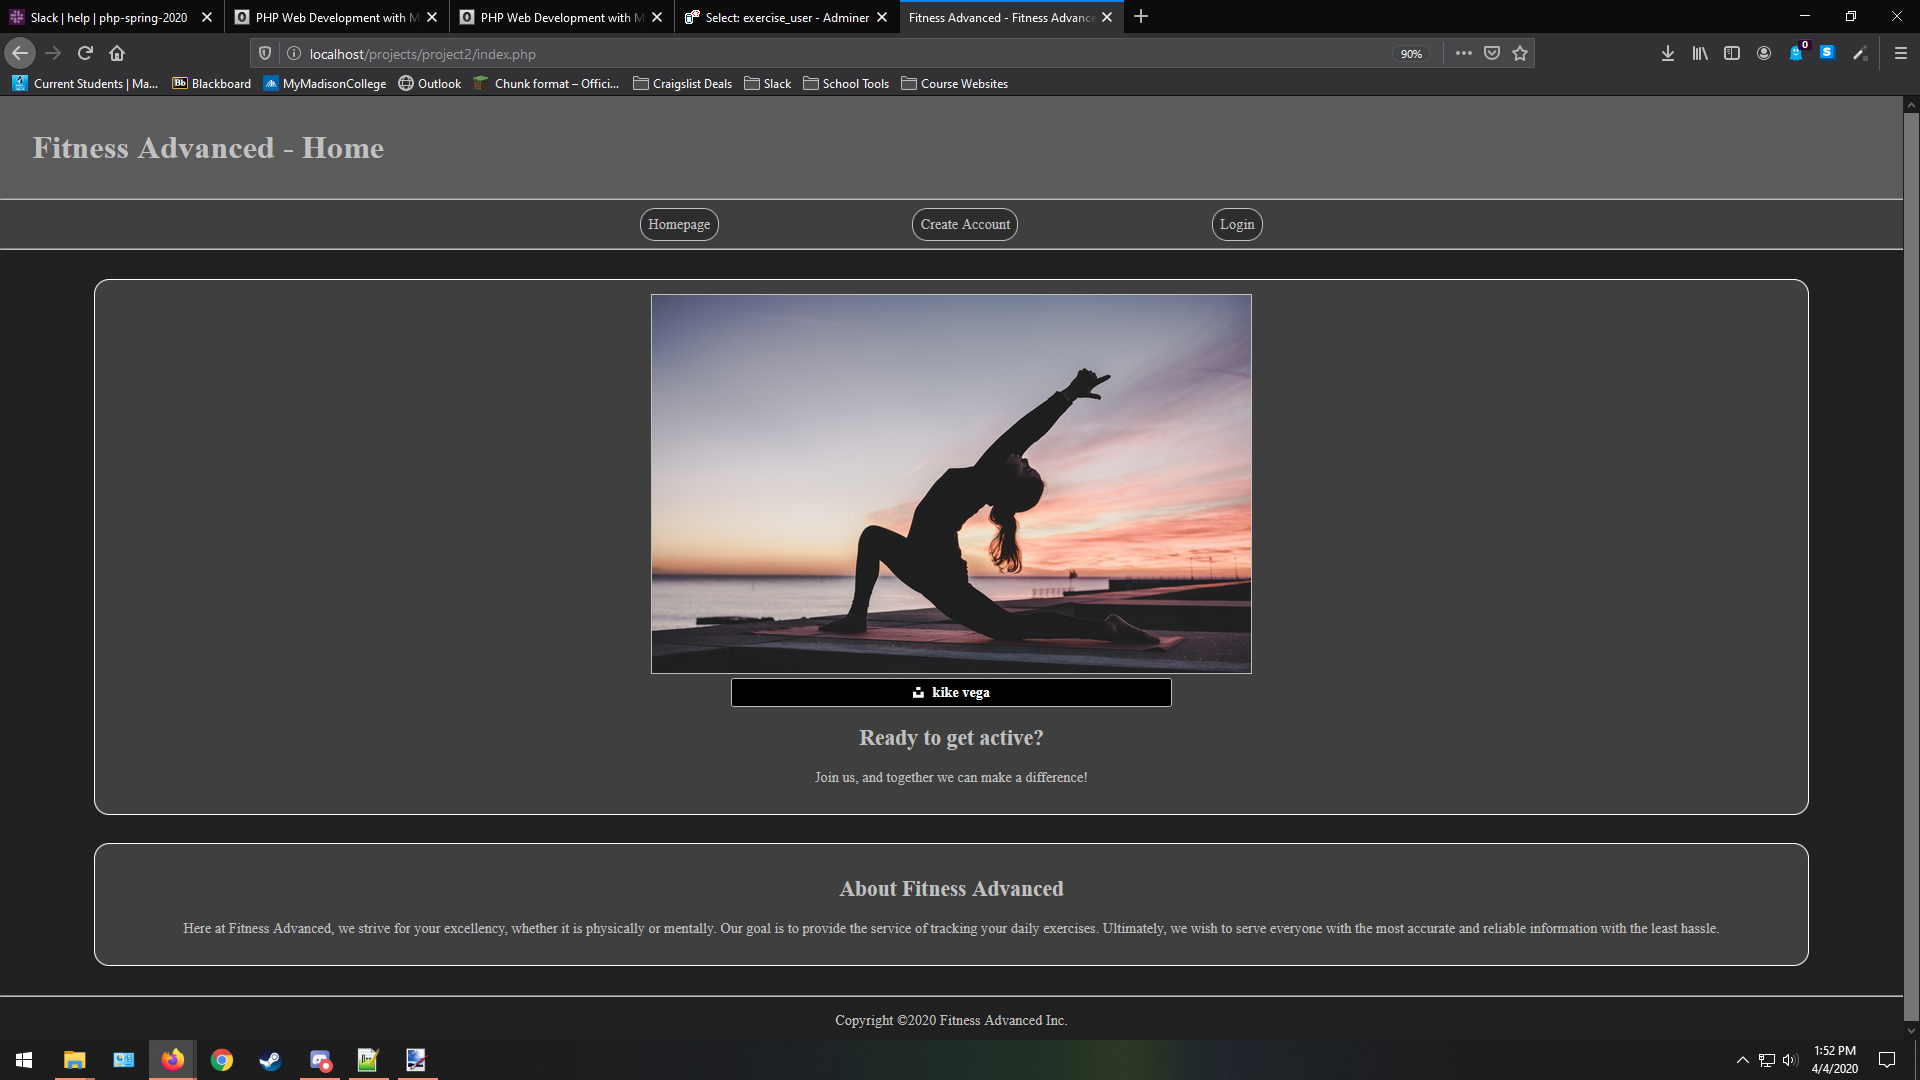 Slack | help | php-spring-2020
PHP Web Development with M
PHP Web Development with M
Select: exercise_user - Adminer
Fitness Advanced - Fitness Advance
localhost/projects/project2/index.php
90%
0
S
Current Students | Ma...
Bb Blackboard
MyMadisonCollege
Outlook
Chunk format – Offici...
Craigslist Deals
Slack
School Tools
Course Websites
Fitness Advanced - Home
Homepage
Create Account
Login
kike vega
Ready to get active?
Join us, and together we can make a difference!
About Fitness Advanced
Here at Fitness Advanced, we strive for your excellency, whether it is physically or mentally. Our goal is to provide the service of tracking your daily exercises. Ultimately, we wish to serve everyone with the most accurate and reliable information with the least hassle.
Copyright ©2020 Fitness Advanced Inc.
1:52 PM
4/4/2020